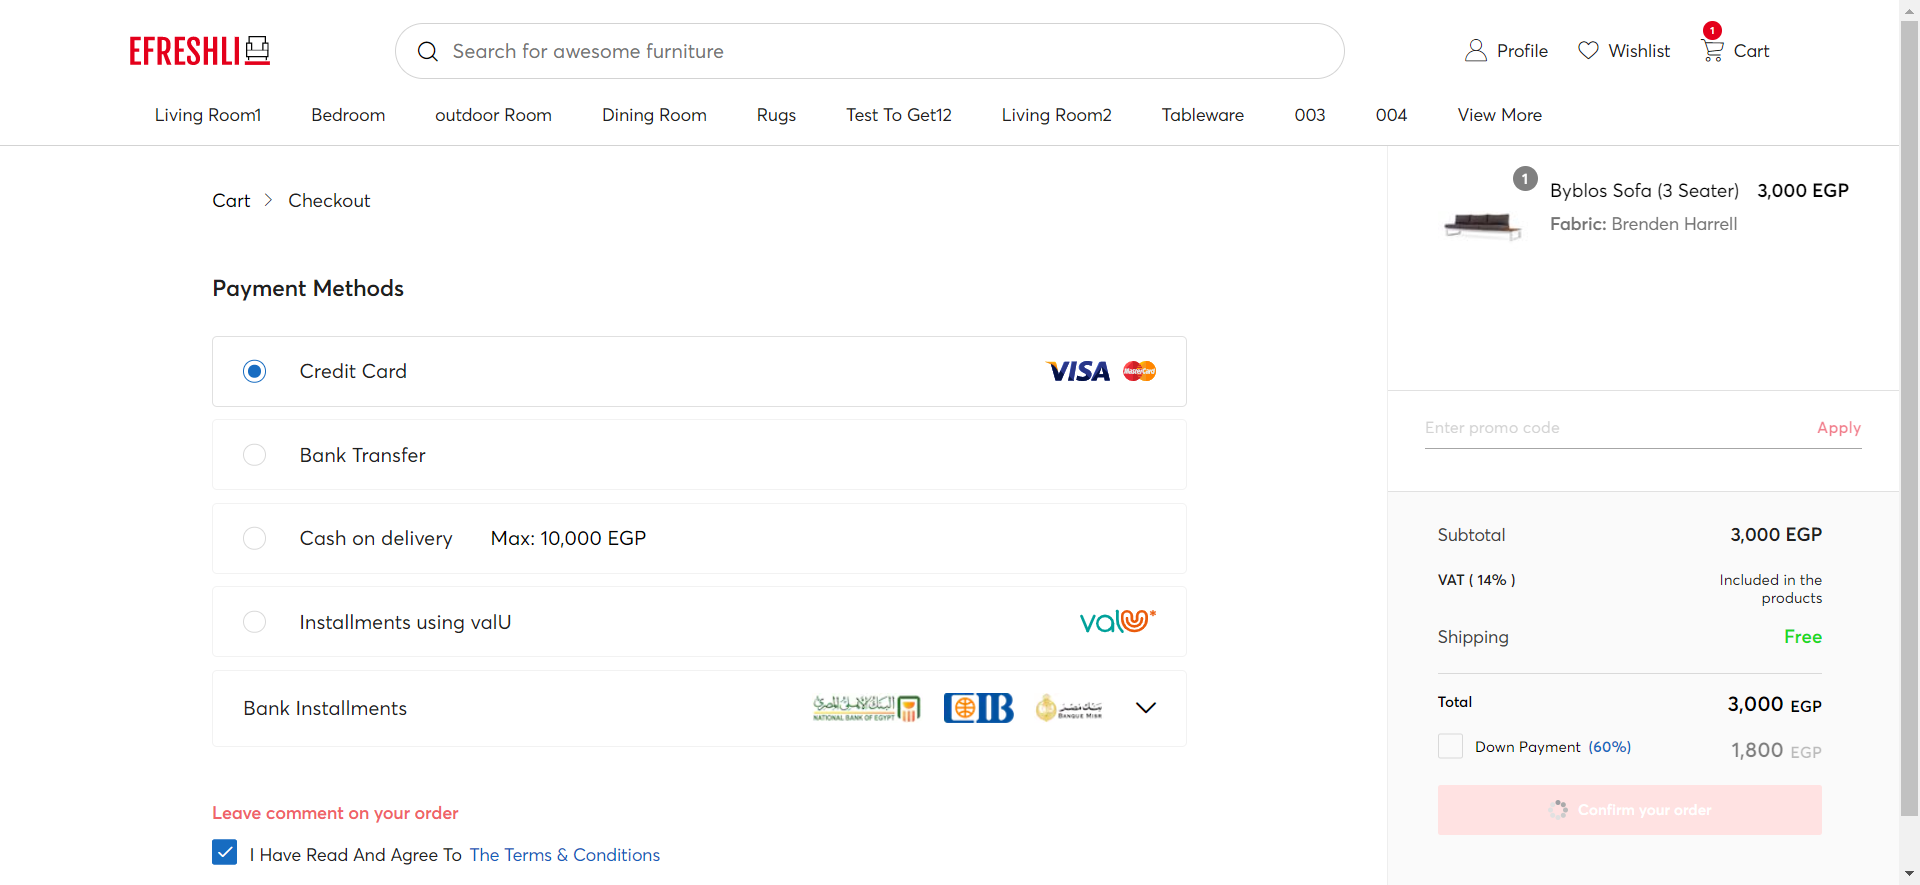 EFRESHLI
Search for awesome furniture
Profile
Wishlist
1
Cart
Living Room1
Bedroom
outdoor Room
Dining Room
Rugs
Test To Get12
Living Room2
Tableware
003
004
View More
Cart > Checkout
Payment Methods
Credit Card
VISA
MasterCard
Bank Transfer
Cash on delivery Max: 10,000 EGP
Installments using valU
valU*
Bank Installments
البنك الأهلي المصري
NATIONAL BANK OF EGYPT
CIB
بنك مصر
BANQUE MISR
Leave comment on your order
I Have Read And Agree To The Terms & Conditions
1
Byblos Sofa (3 Seater) 3,000 EGP
Fabric: Brenden Harrell
Enter promo code Apply
Subtotal 3,000 EGP
VAT ( 14% ) Included in the
products
Shipping Free
Total 3,000 EGP
Down Payment (60%) 1,800 EGP
Confirm your order